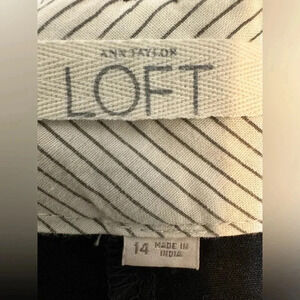 ANN TAYLOR
LOFT
14 MADE IN
INDIA